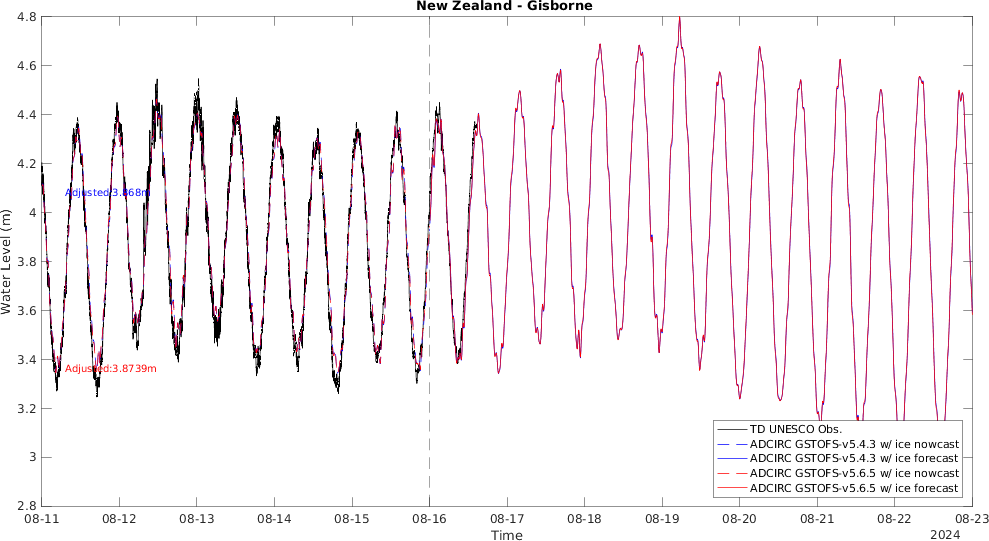 New Zealand - Gisborne
4.8
4.6
4.4
4.2
4
3.8
3.6
3.4
3.2
3
2.8
Water Level (m)
Adjusted:3.868m
Adjusted:3.8739m
TD UNESCO Obs.
ADCIRC GSTOFS-v5.4.3 w/ ice nowcast
ADCIRC GSTOFS-v5.4.3 w/ ice forecast
ADCIRC GSTOFS-v5.6.5 w/ ice nowcast
ADCIRC GSTOFS-v5.6.5 w/ ice forecast
08-11 08-12 08-13 08-14 08-15 08-16 08-17 08-18 08-19 08-20 08-21 08-22 08-23
Time
2024